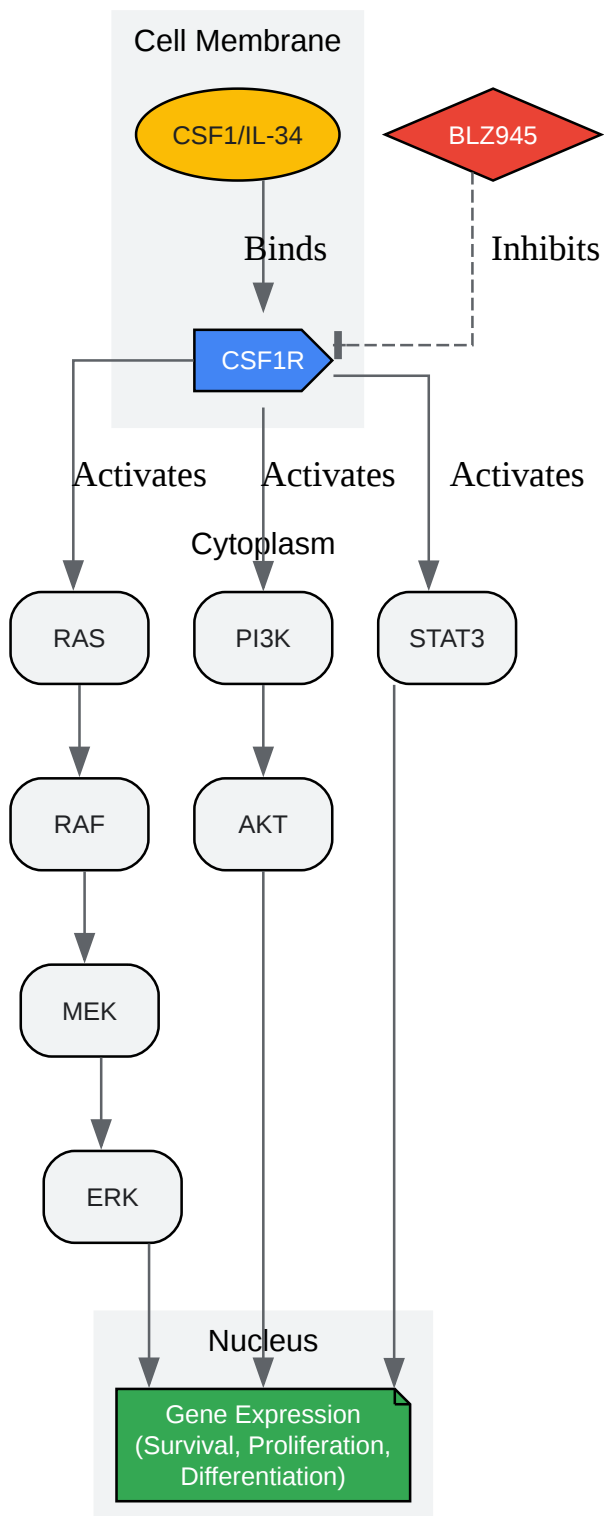 Cell Membrane
CSF1/IL-34
BLZ945
Binds
Inhibits
CSF1R
Activates
Activates
Activates
Cytoplasm
RAS
PI3K
STAT3
RAF
AKT
MEK
ERK
Nucleus
Gene Expression
(Survival, Proliferation,
Differentiation)